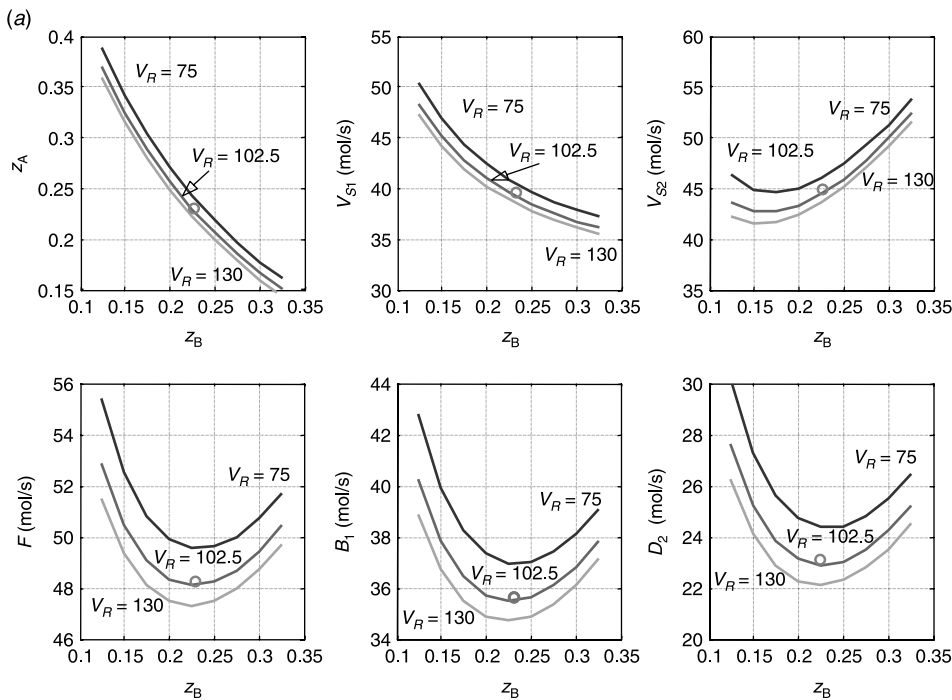 (a)
0.4
0.35
0.3
0.25
0.2
0.15
z_A
V_R = 75
V_R = 102.5
V_R = 130
0.1 0.15 0.2 0.25 0.3 0.35
z_B
55
50
45
40
35
30
V_S1 (mol/s)
V_R = 75
V_R = 102.5
V_R = 130
0.1 0.15 0.2 0.25 0.3 0.35
z_B
60
55
50
45
40
30
V_S2 (mol/s)
V_R = 75
V_R = 102.5
V_R = 130
0.1 0.15 0.2 0.25 0.3 0.35
z_B
56
54
52
50
48
46
F (mol/s)
V_R = 75
V_R = 102.5
V_R = 130
0.1 0.15 0.2 0.25 0.3 0.35
z_B
44
42
40
38
36
34
B_1 (mol/s)
V_R = 75
V_R = 102.5
V_R = 130
0.1 0.15 0.2 0.25 0.3 0.35
z_B
30
28
26
24
22
20
D_2 (mol/s)
V_R = 75
V_R = 102.5
V_R = 130
0.1 0.15 0.2 0.25 0.3 0.35
z_B